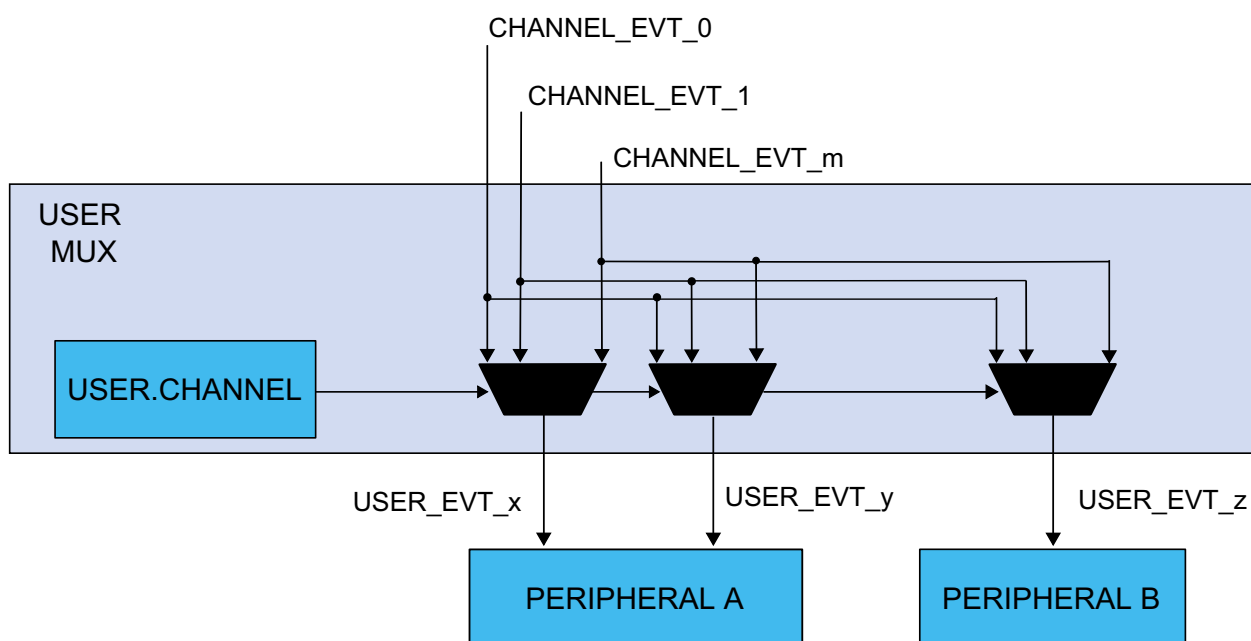 CHANNEL_EVT_0
CHANNEL_EVT_1
CHANNEL_EVT_m
USER
MUX
USER.CHANNEL
USER_EVT_x
USER_EVT_y
USER_EVT_z
PERIPHERAL A
PERIPHERAL B